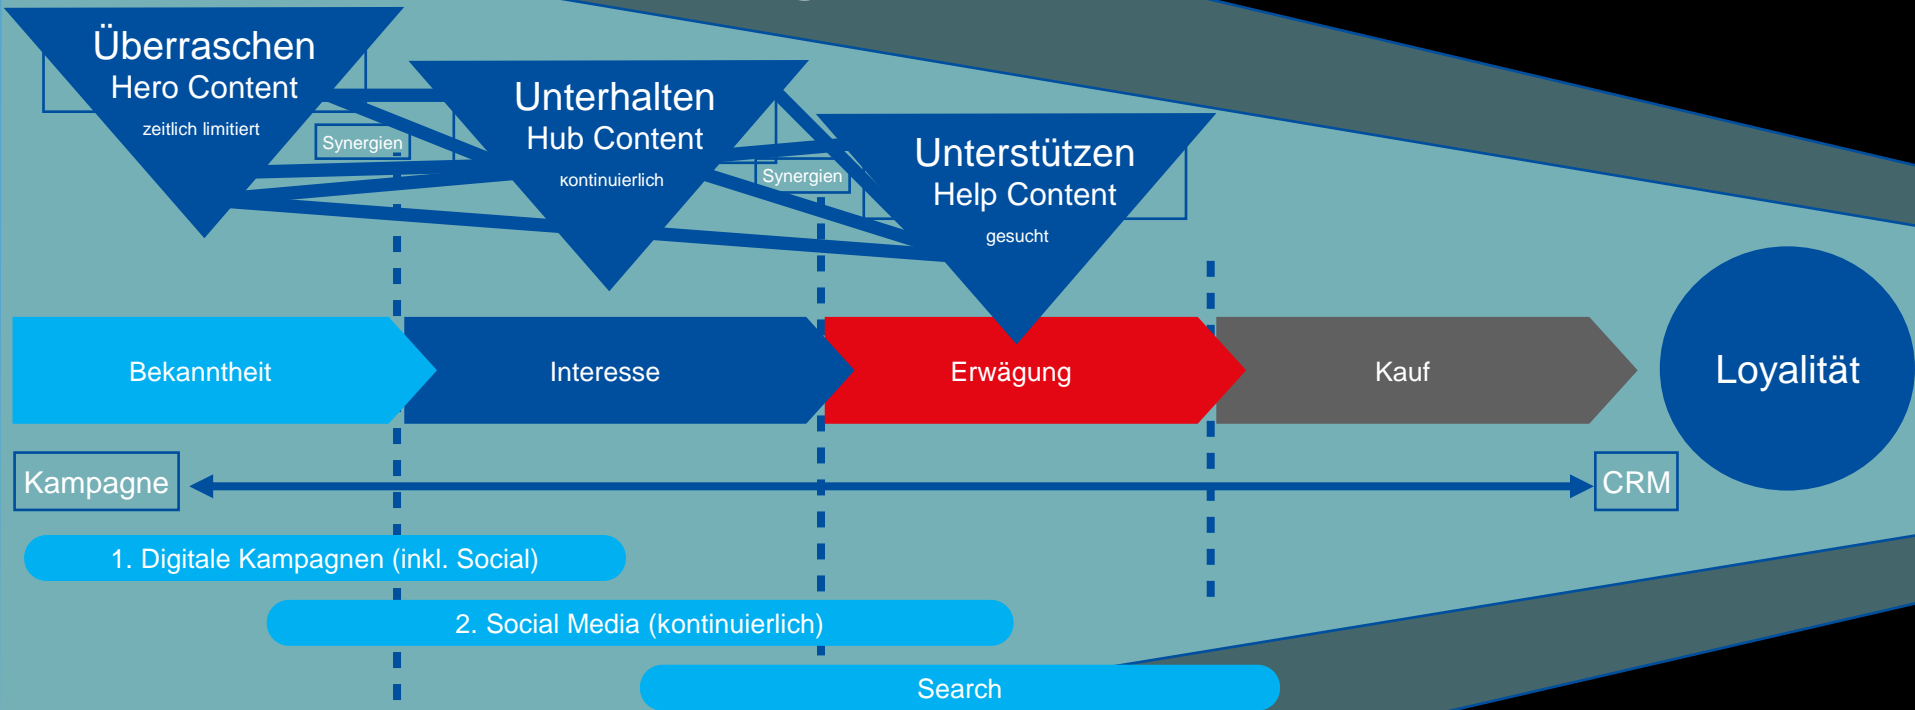 Überraschen
Hero Content
zeitlich limitiert
Synergien
Unterhalten
Hub Content
kontinuierlich
Synergien
Unterstützen
Help Content
gesucht
Bekanntheit
Interesse
Erwägung
Kauf
Loyalität
Kampagne
CRM
1. Digitale Kampagnen (inkl. Social)
2. Social Media (kontinuierlich)
Search